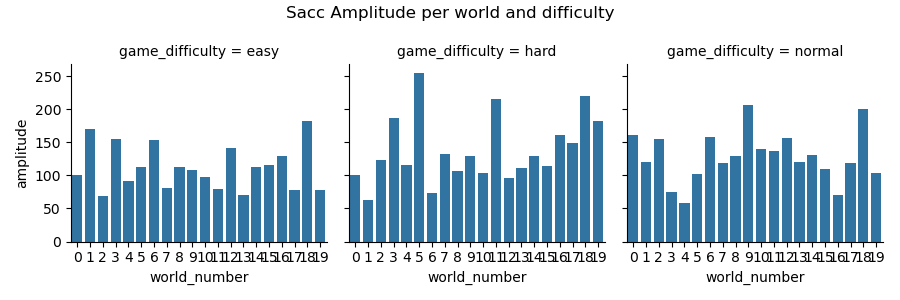 Sacc Amplitude per world and difficulty
game_difficulty = easy
game_difficulty = hard
game_difficulty = normal
amplitude
250
200
150
100
50
0
0 1 2 3 4 5 6 7 8 9 10 11 12 13 14 15 16 17 18 19
0 1 2 3 4 5 6 7 8 9 10 11 12 13 14 15 16 17 18 19
0 1 2 3 4 5 6 7 8 9 10 11 12 13 14 15 16 17 18 19
world_number
world_number
world_number